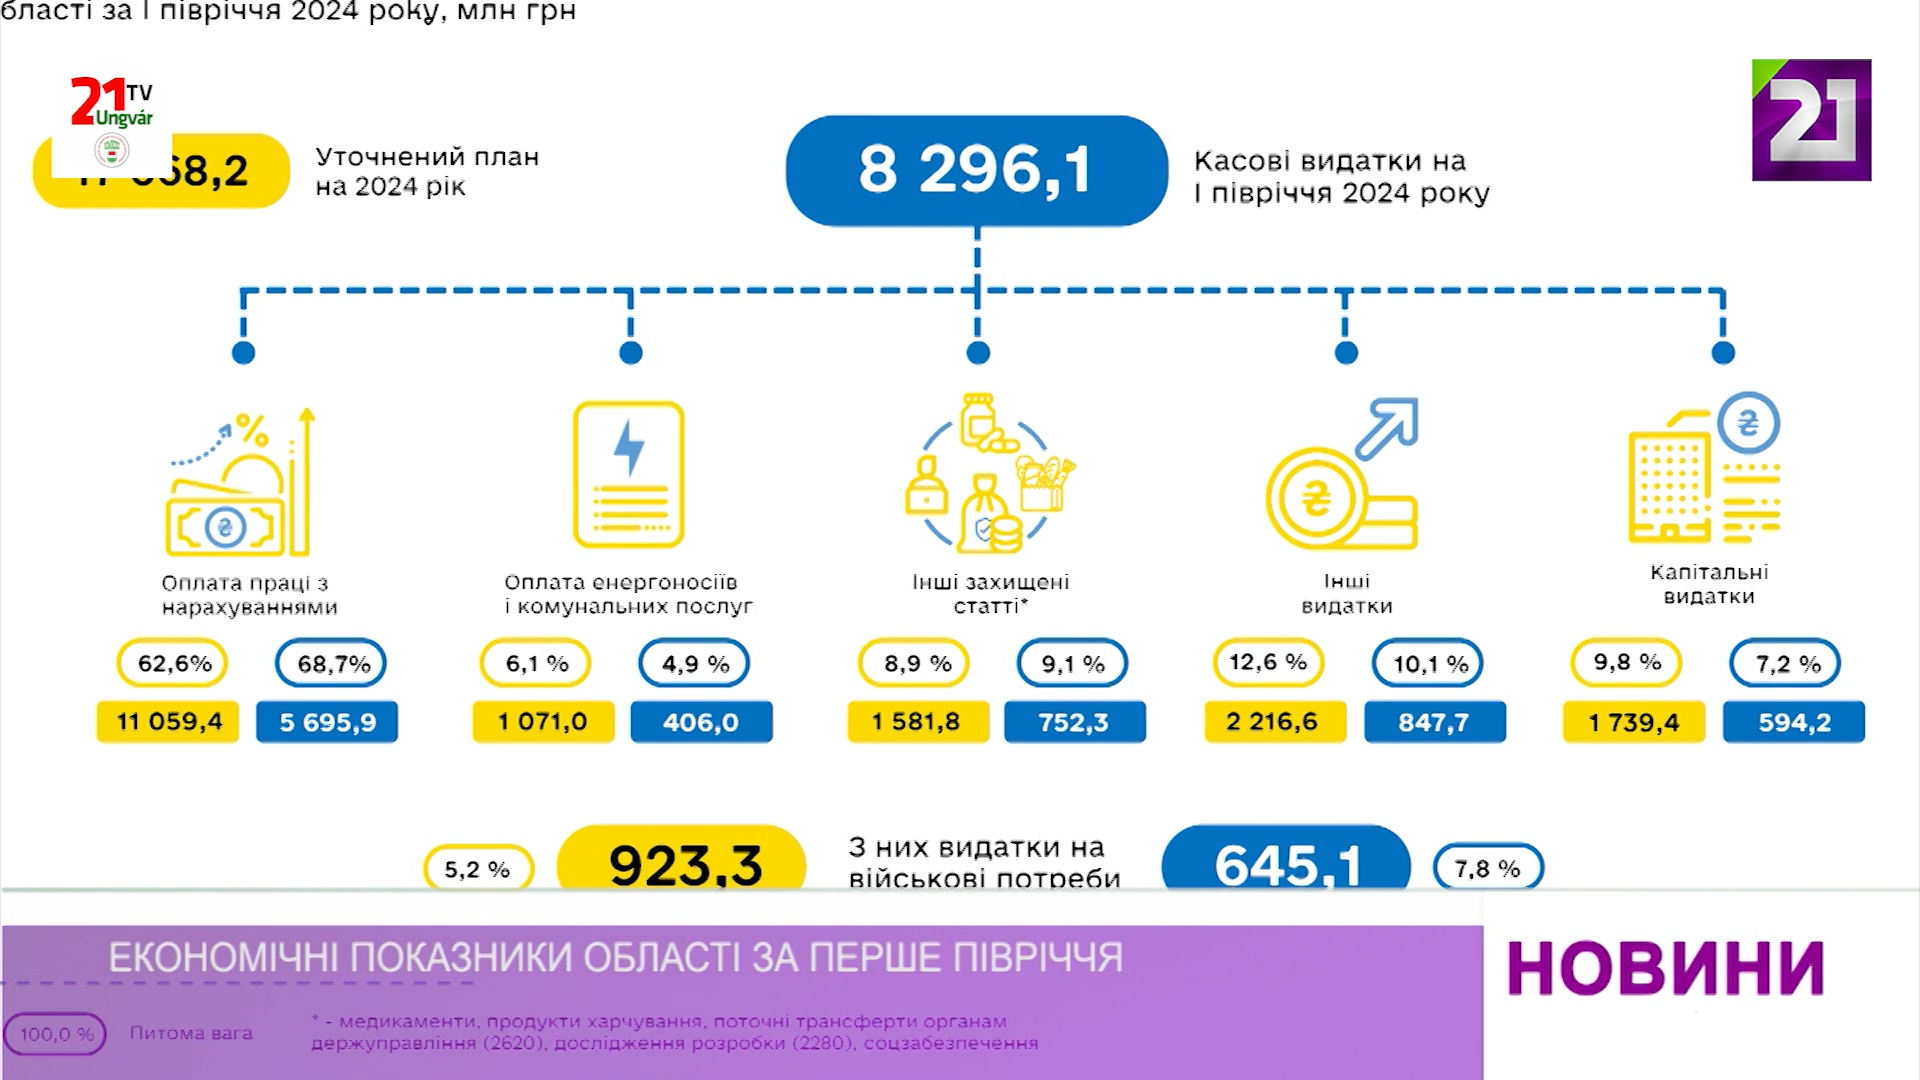 бласті за І півріччя 2024 року, млн грн
21 TV
Ungvár
21
68,2
Уточнений план
на 2024 рік
8 296,1
Касові видатки на
І півріччя 2024 року
Оплата праці з
нарахуваннями
62,6%
68,7%
11 059,4
5 695,9
Оплата енергоносіїв
і комунальних послуг
6,1 %
4,9 %
1 071,0
406,0
Інші захищені
статті*
8,9 %
9,1 %
1 581,8
752,3
Інші
видатки
12,6 %
10,1 %
2 216,6
847,7
Капітальні
видатки
9,8 %
7,2 %
1 739,4
594,2
5,2 %
923,3
З них видатки на
військові потреби
645,1
7,8 %
ЕКОНОМІЧНІ ПОКАЗНИКИ ОБЛАСТІ ЗА ПЕРШЕ ПІВРІЧЧЯ
НОВИНИ
100,0 %
Питома вага
* - медикаменти, продукти харчування, поточні трансферти органам
держуправління (2620), дослідження розробки (2280), соцзабезпечення